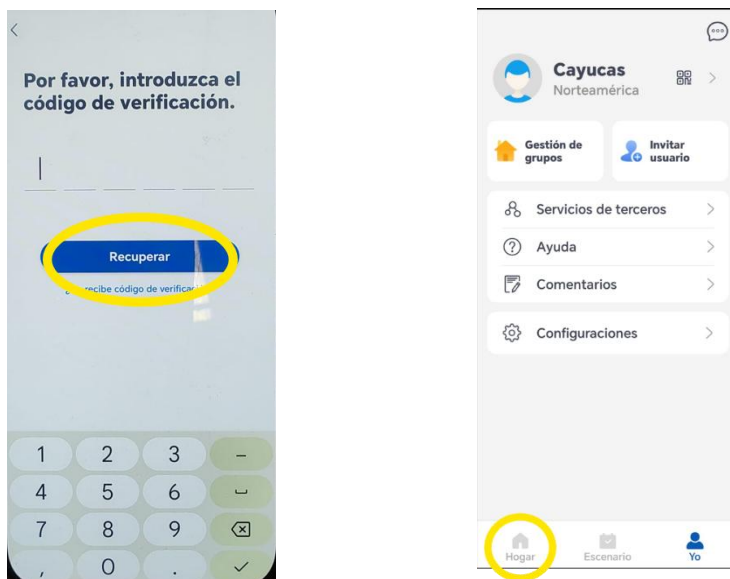 Por favor, introduzca el
código de verificación.
Recuperar
recibe código de
1 2 3 -
4 5 6
7 8 9
, 0 .
Cayucas
Norteamérica
Gestión de
grupos
Invitar
usuario
Servicios de terceros
Ayuda
Comentarios
Configuraciones
Hogar
Escenario
Yo